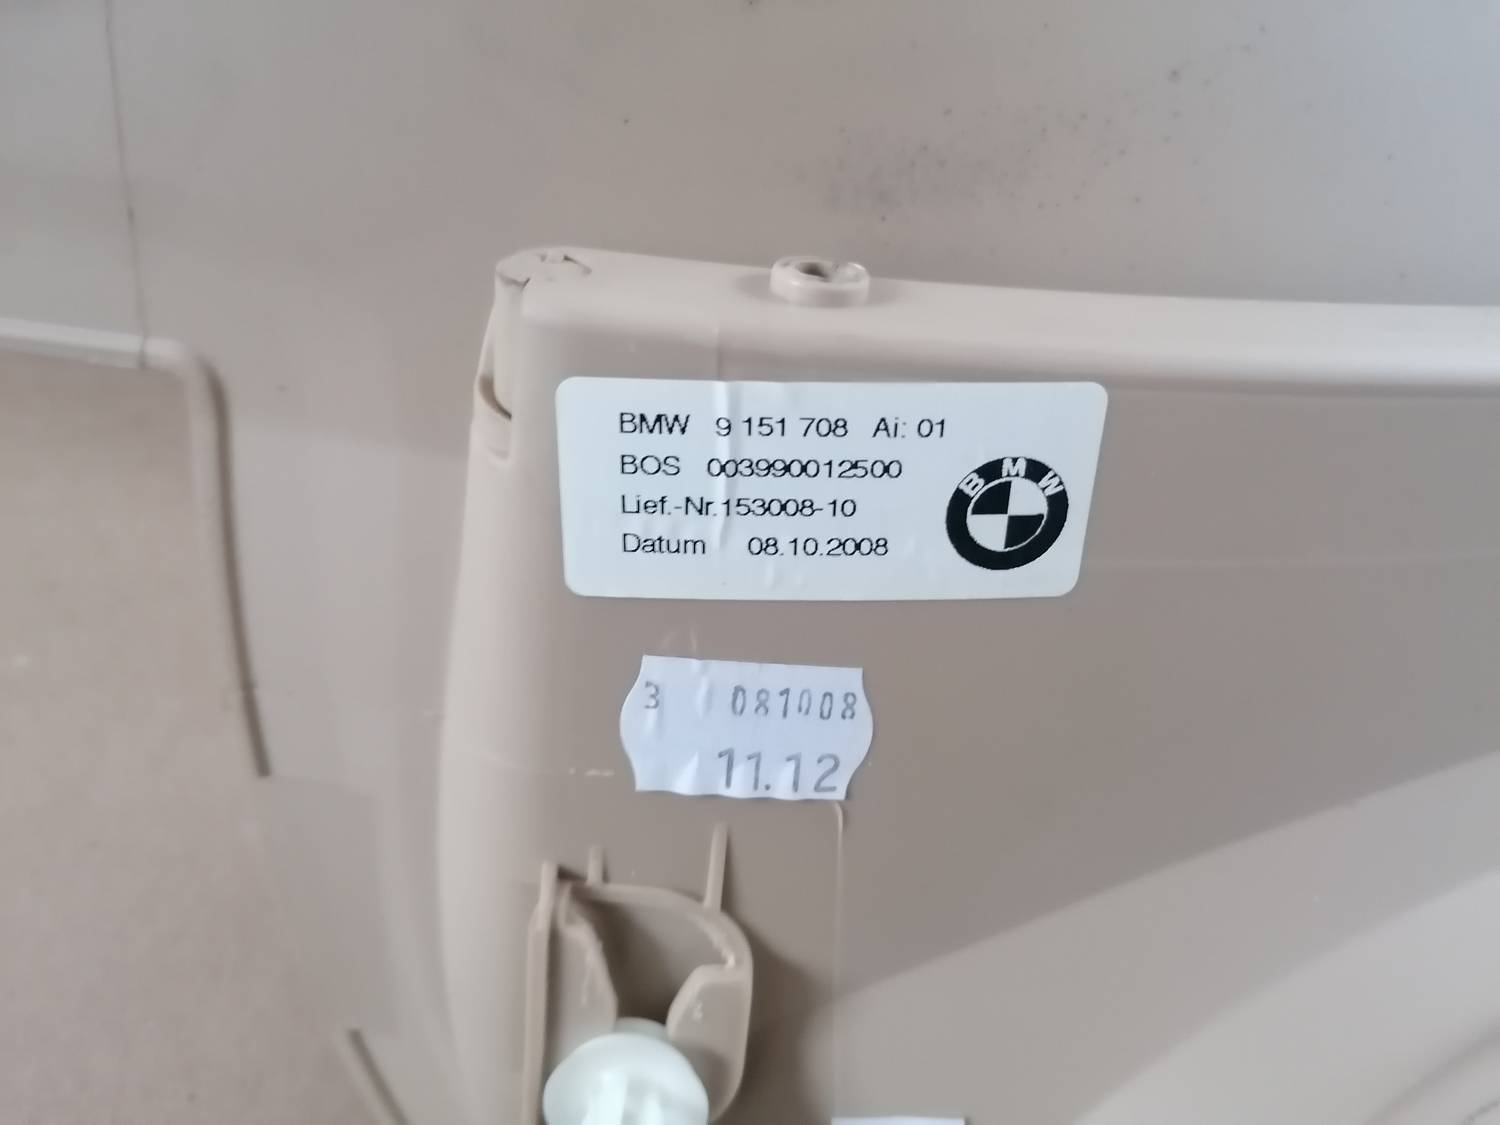 BMW 9 151 708 Ai: 01
BOS 003990012500
Lief.-Nr.153008-10
Datum 08.10.2008
BMW
3 081008
11.12